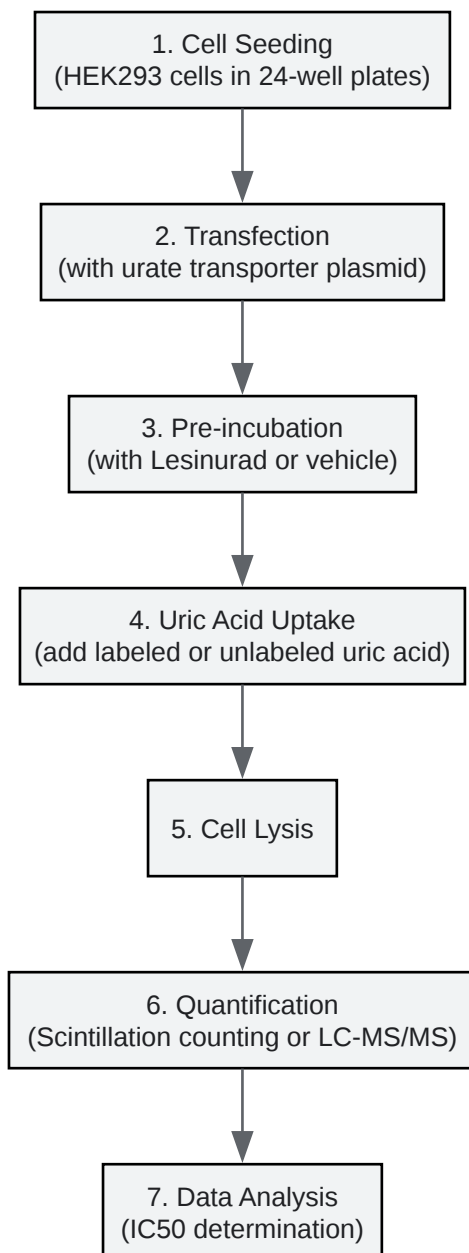 1. Cell Seeding
(HEK293 cells in 24-well plates)
2. Transfection
(with urate transporter plasmid)
3. Pre-incubation
(with Lesinurad or vehicle)
4. Uric Acid Uptake
(add labeled or unlabeled uric acid)
5. Cell Lysis
6. Quantification
(Scintillation counting or LC-MS/MS)
7. Data Analysis
(IC50 determination)